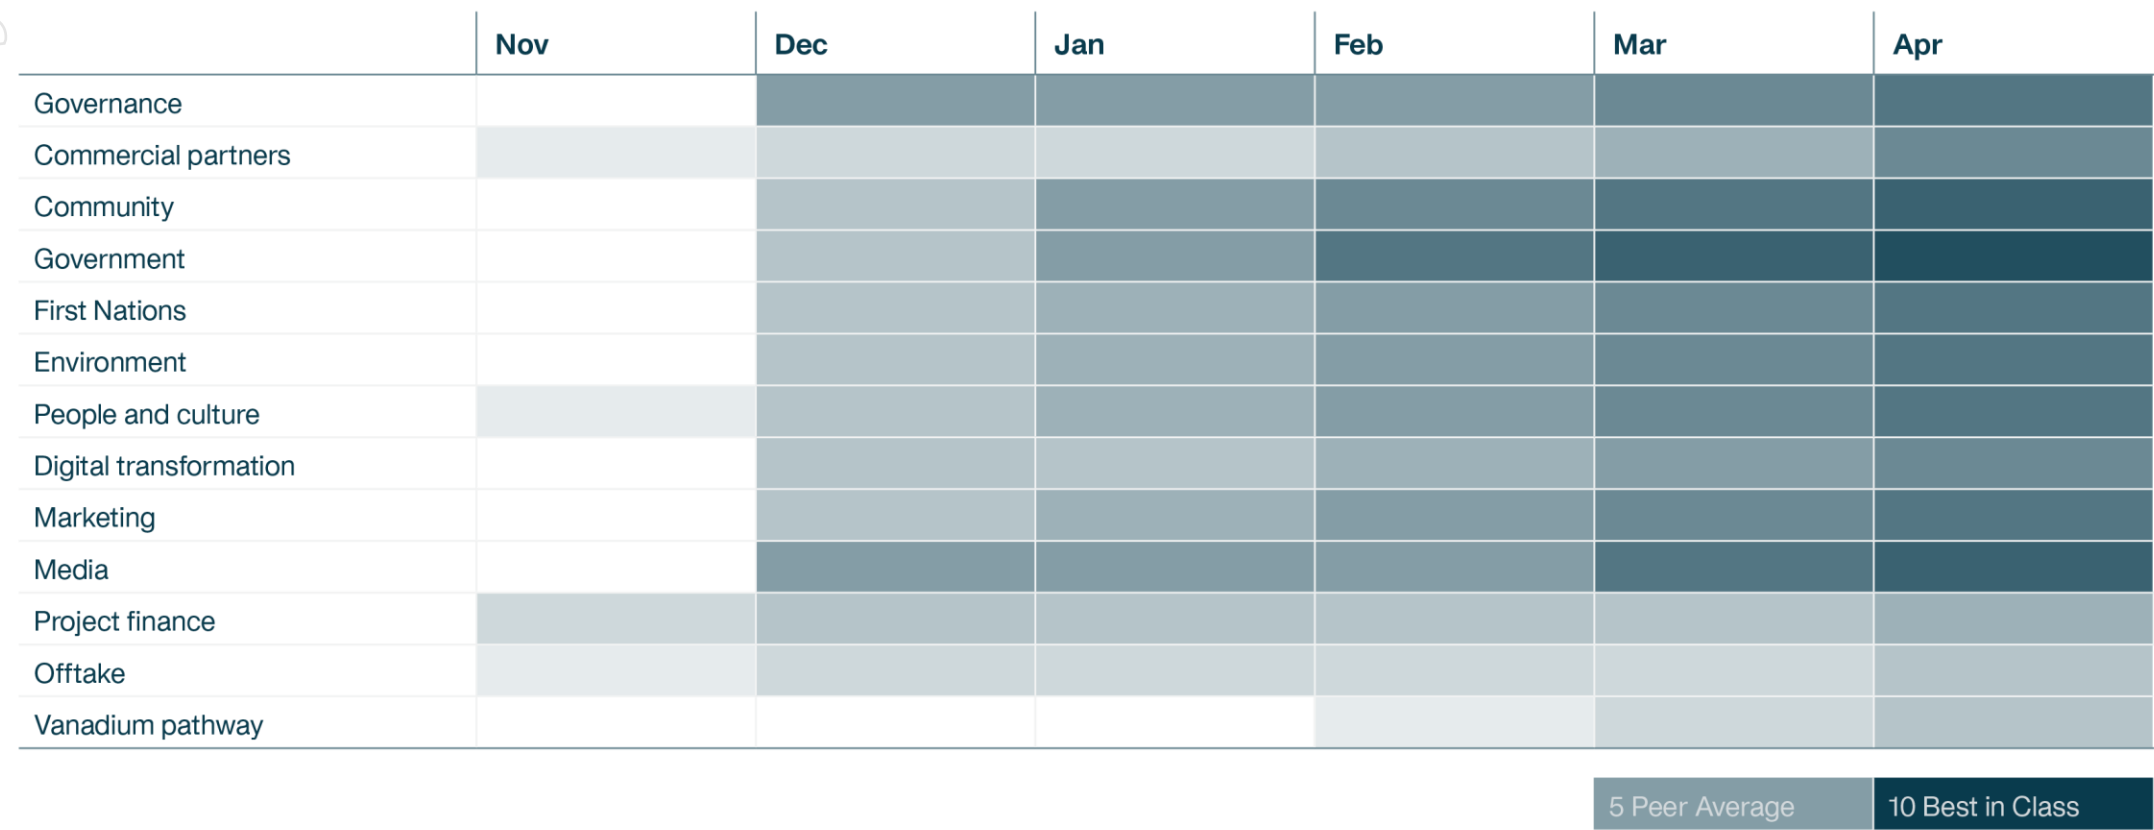 Nov Dec Jan Feb Mar Apr
Governance
Commercial partners
Community
Government
First Nations
Environment
People and culture
Digital transformation
Marketing
Media
Project finance
Offtake
Vanadium pathway
5 Peer Average 10 Best in Class